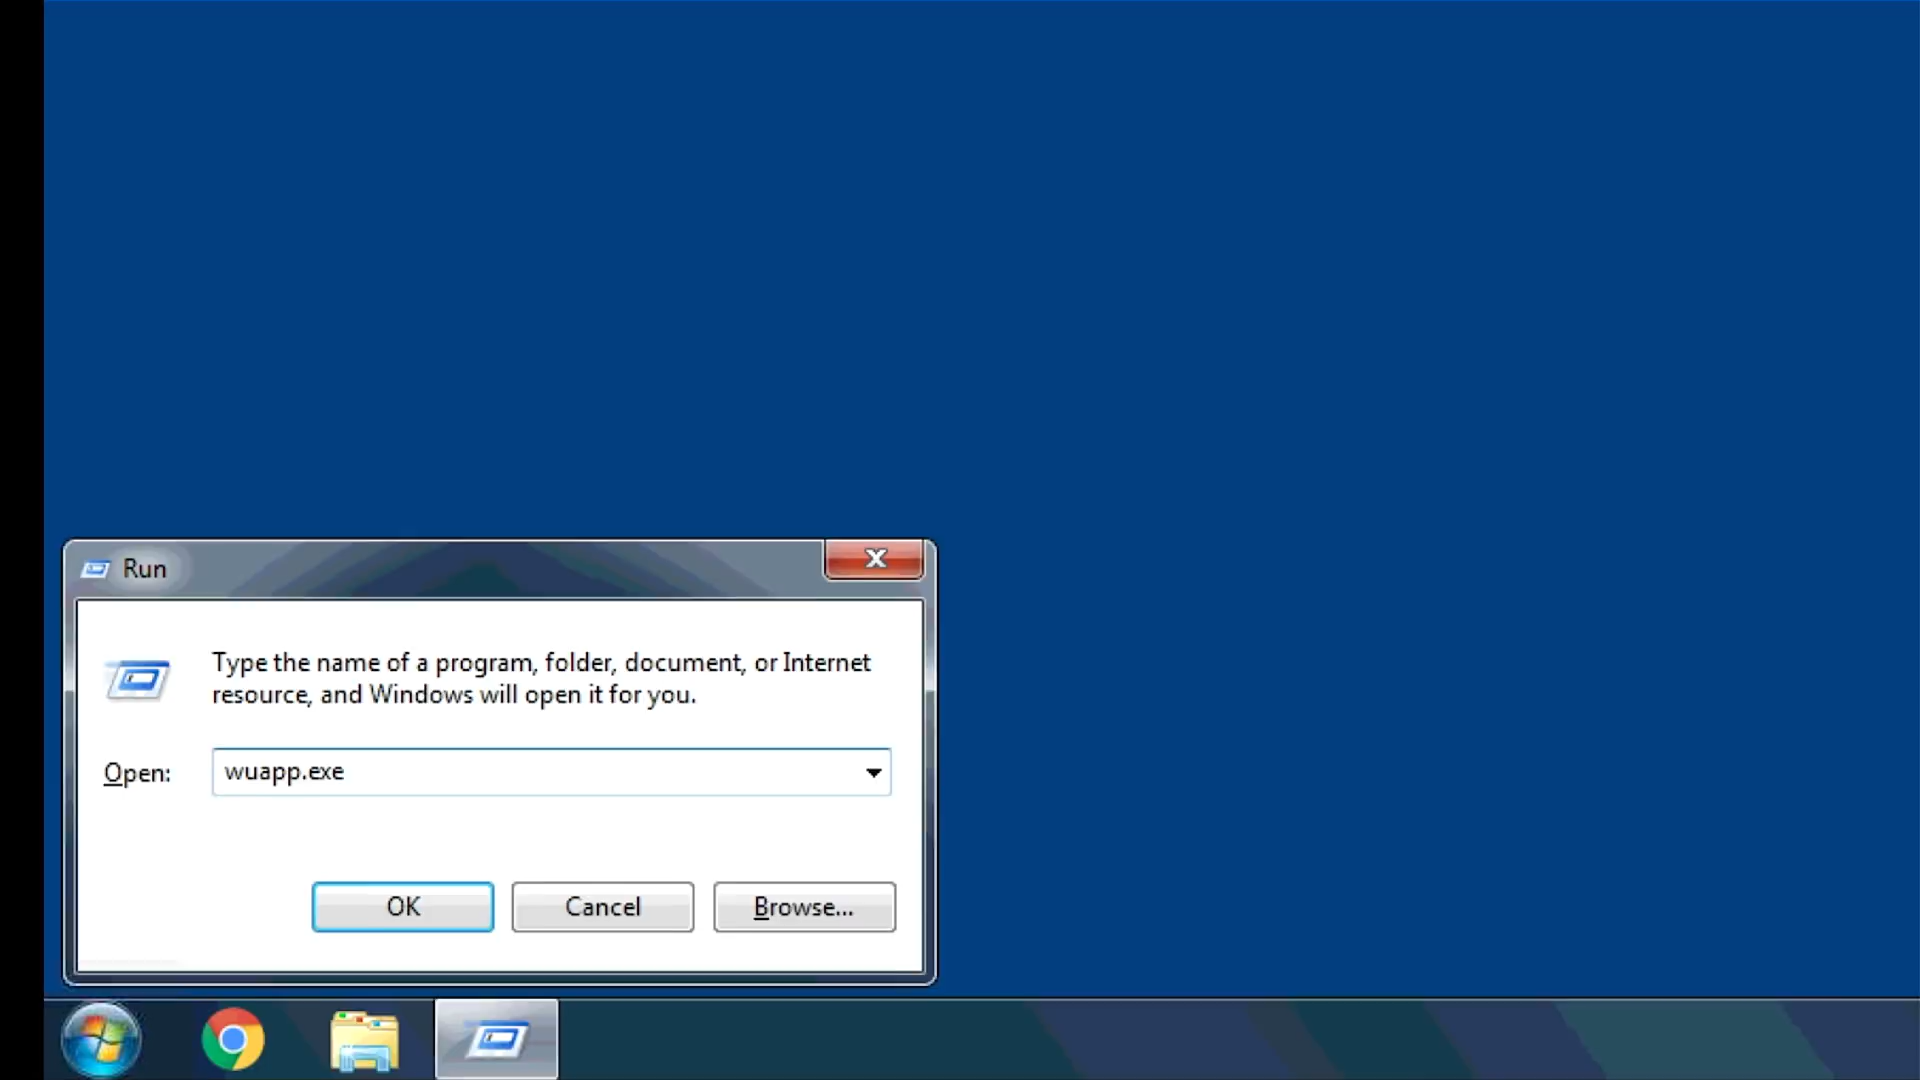 Run
X
Type the name of a program, folder, document, or Internet
resource, and Windows will open it for you.
Open:
wuapp.exe
OK
Cancel
Browse...